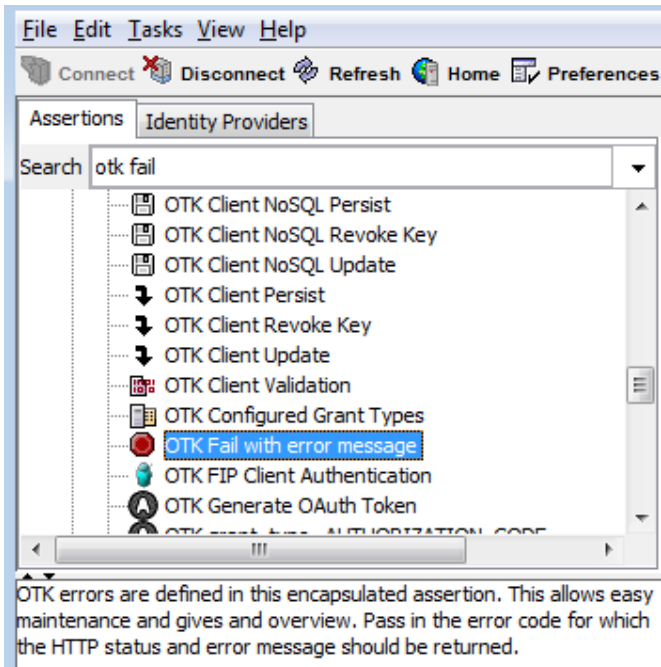 File Edit Tasks View Help
Connect Disconnect Refresh Home Preferences
Assertions Identity Providers
Search otk fail
OTK Client NoSQL Persist
OTK Client NoSQL Revoke Key
OTK Client NoSQL Update
OTK Client Persist
OTK Client Revoke Key
OTK Client Update
OTK Client Validation
OTK Configured Grant Types
OTK Fail with error message
OTK FIP Client Authentication
OTK Generate OAuth Token
OTK grant_type_AUTHORIZATION_CODE
OTK errors are defined in this encapsulated assertion. This allows easy
maintenance and gives and overview. Pass in the error code for which
the HTTP status and error message should be returned.